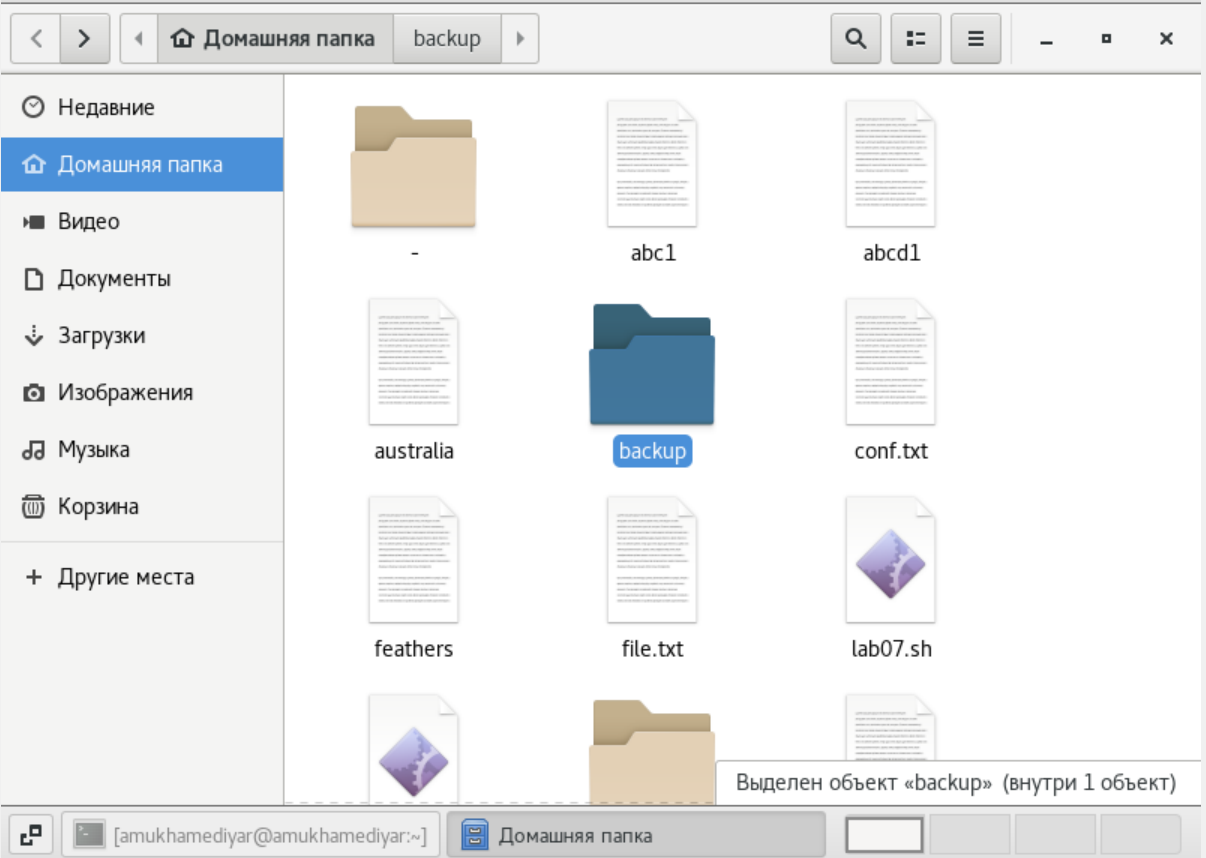 Домашняя папка backup
Недавние
Домашняя папка
Видео
Документы
Загрузки
Изображения
Музыка
Корзина
Другие места
- abc1 abcd1
australia backup conf.txt
feathers file.txt lab07.sh
Выделен объект «backup» (внутри 1 объект)
[amukhamediyar@amukhamediyar:~] Домашняя папка